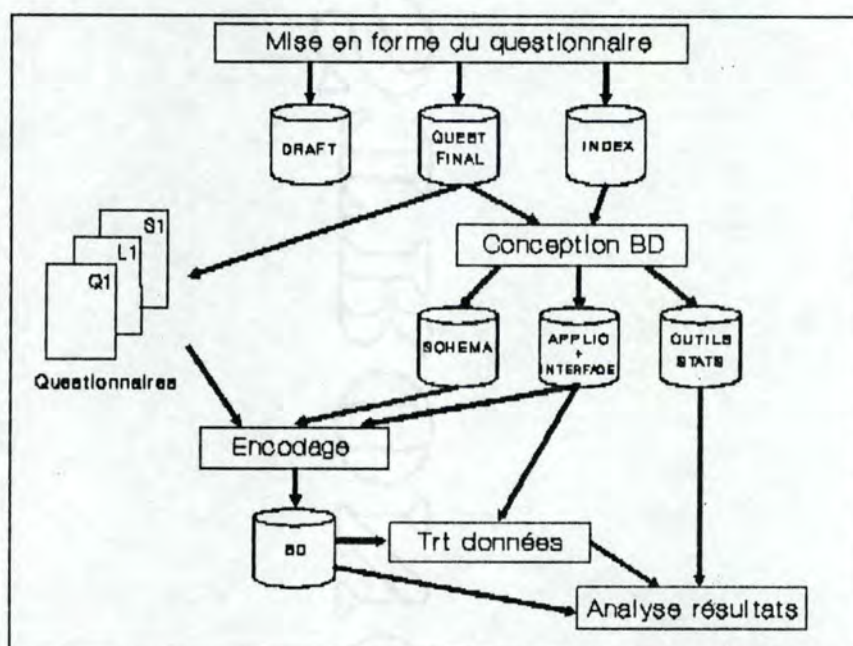 Mise en forme du questionnaire
DRAFT
QUEST
FINAL
INDEX
S1
L1
Q1
Questionnaires
Conception BD
SCHEMA
APPLIC
+
INTERFACE
OUTILS
STATS
Encodage
BD
Trt données
Analyse résultats